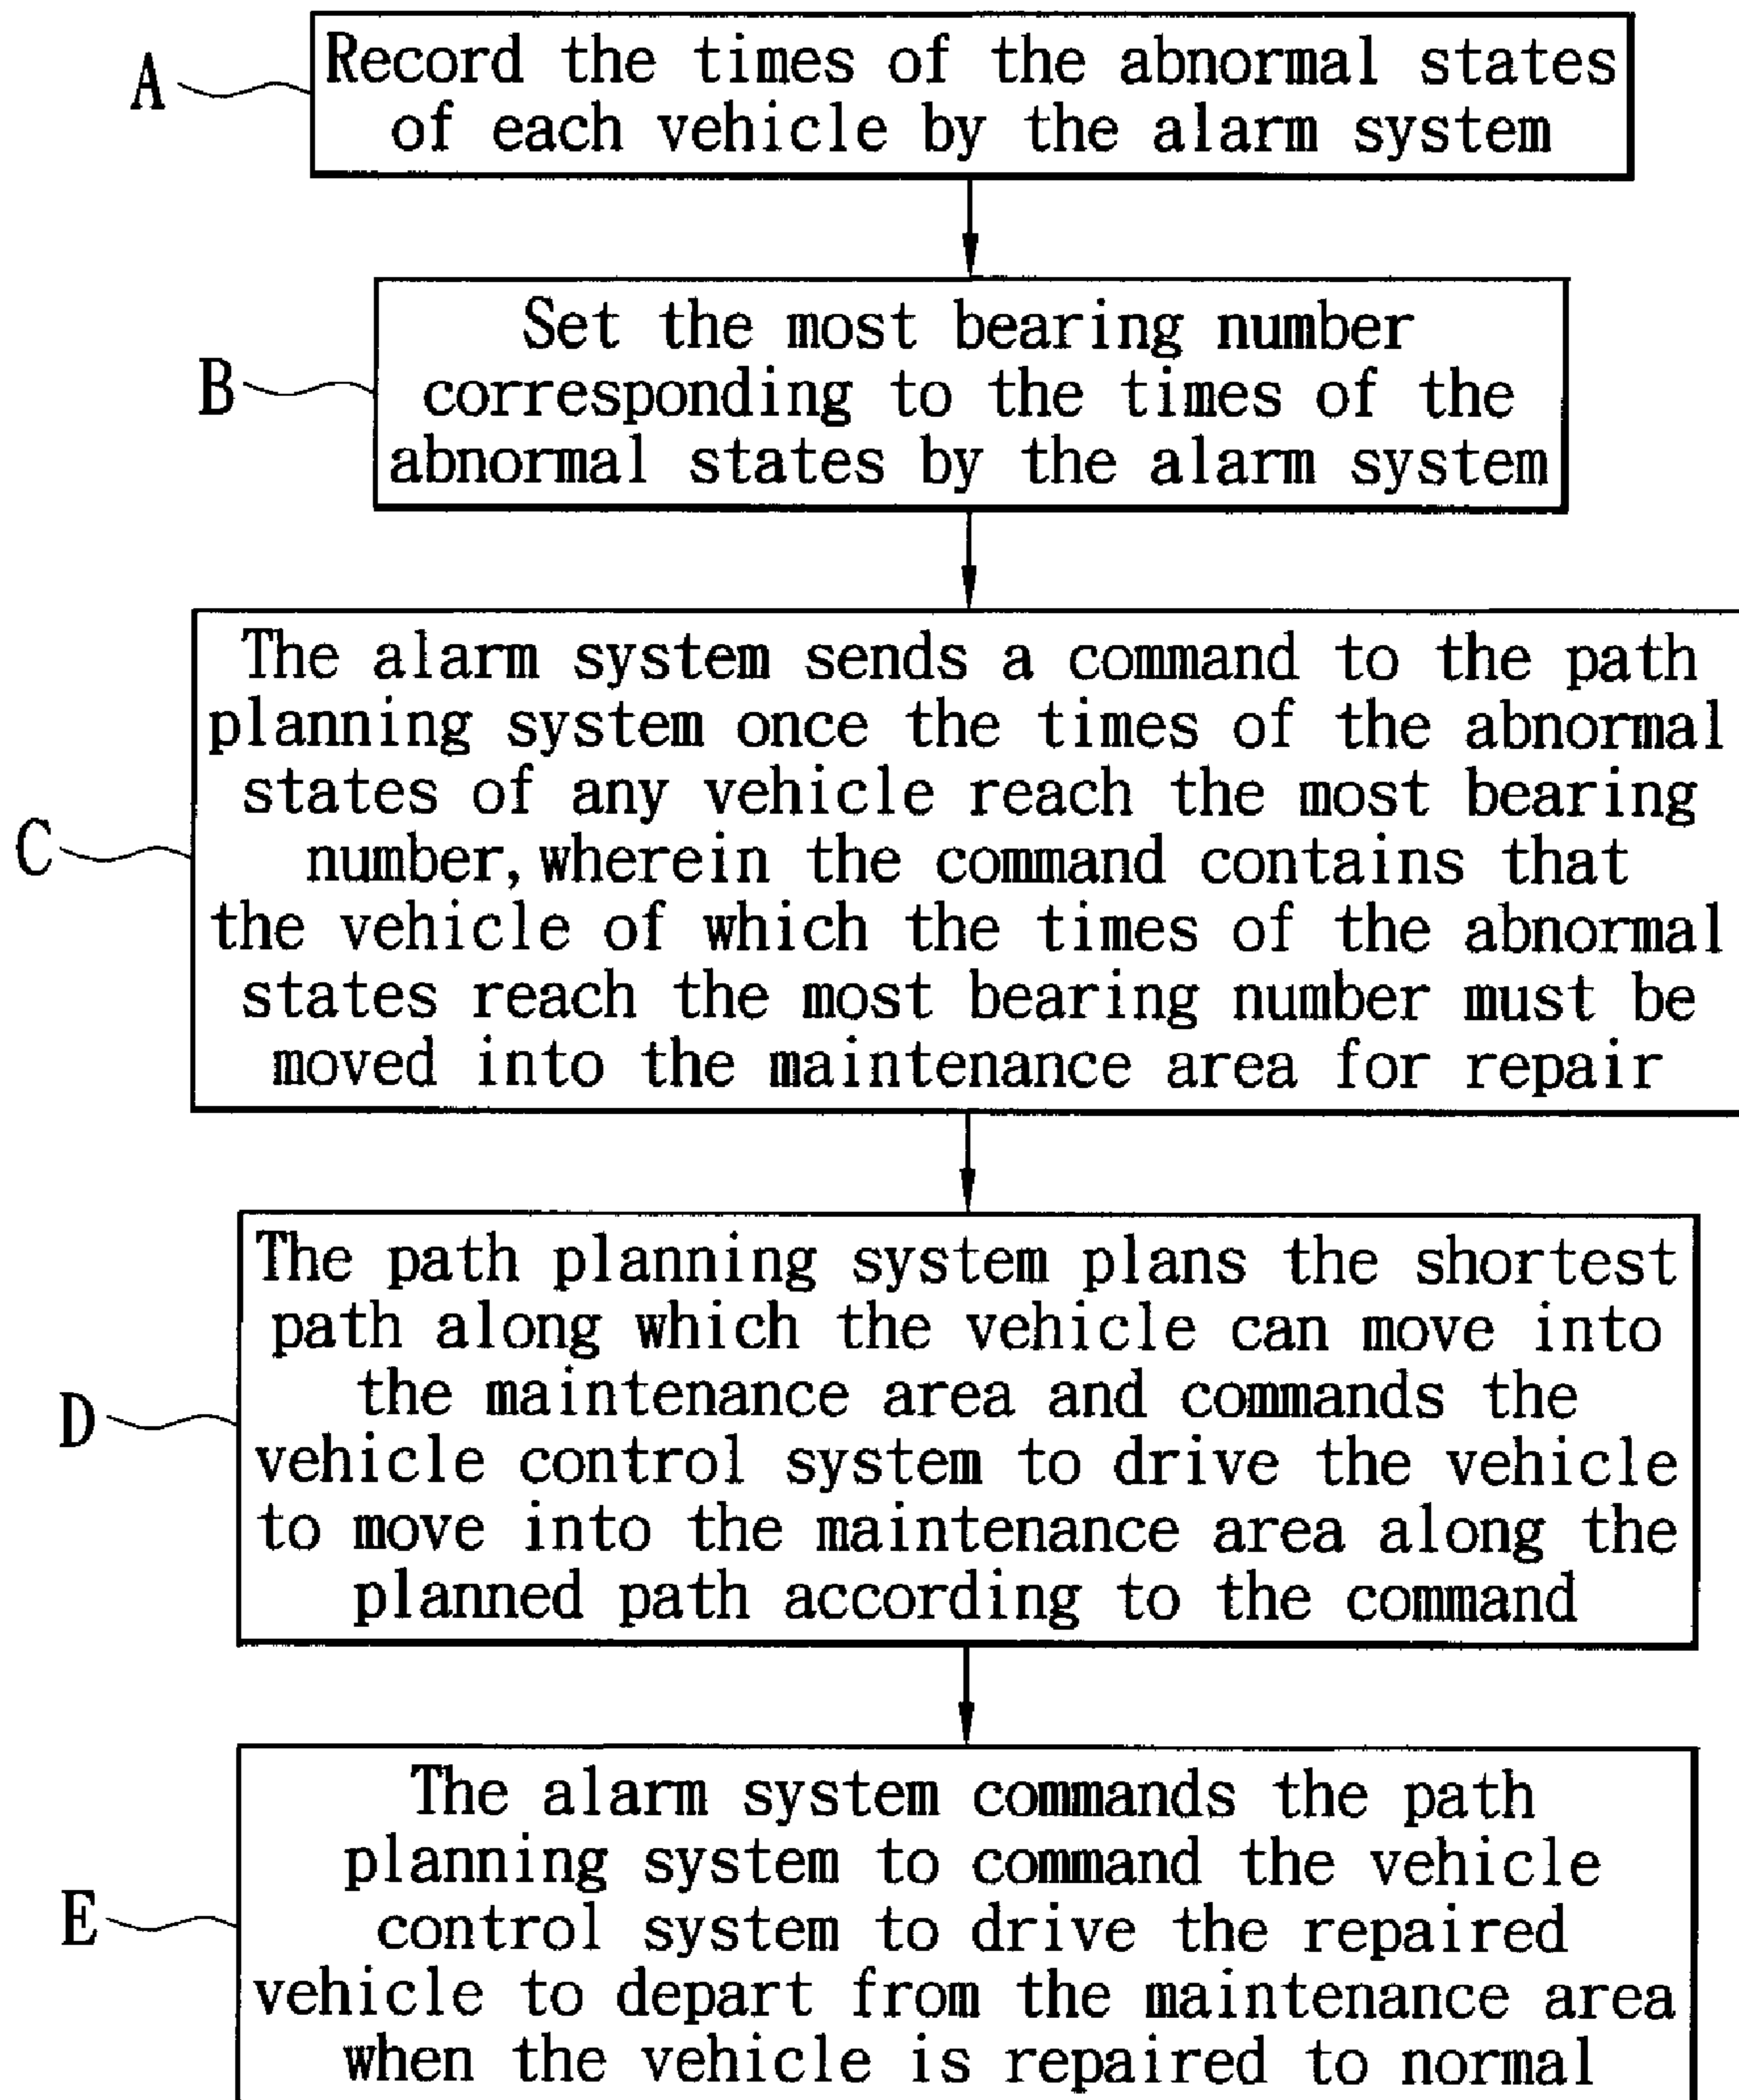 A
Record the times of the abnormal states
of each vehicle by the alarm system
B
Set the most bearing number
corresponding to the times of the
abnormal states by the alarm system
C
The alarm system sends a command to the path
planning system once the times of the abnormal
states of any vehicle reach the most bearing
number, wherein the command contains that
the vehicle of which the times of the abnormal
states reach the most bearing number must be
moved into the maintenance area for repair
D
The path planning system plans the shortest
path along which the vehicle can move into
the maintenance area and commands the
vehicle control system to drive the vehicle
to move into the maintenance area along the
planned path according to the command
E
The alarm system commands the path
planning system to command the vehicle
control system to drive the repaired
vehicle to depart from the maintenance area
when the vehicle is repaired to normal